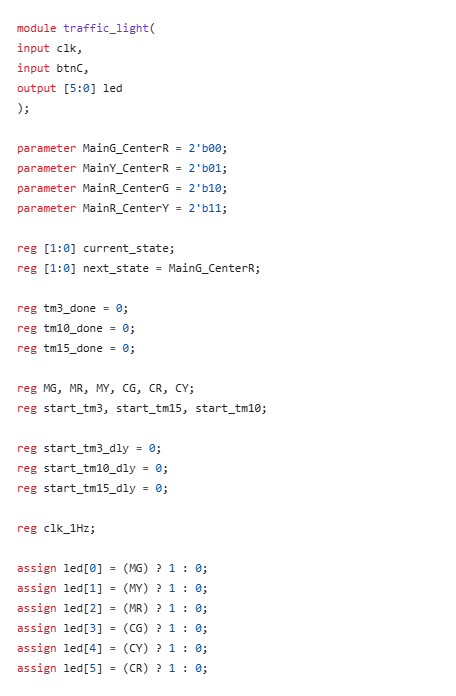 module traffic_light(
input clk,
input btnC,
output [5:0] led
);
parameter MainG_CenterR = 2'b00;
parameter MainY_CenterR = 2'b01;
parameter MainR_CenterG = 2'b10;
parameter MainR_CenterY = 2'b11;
reg [1:0] current_state;
reg [1:0] next_state = MainG_CenterR;
reg tm3_done = 0;
reg tm10_done = 0;
reg tm15_done = 0;
reg MG, MR, MY, CG, CR, CY;
reg start_tm3, start_tm15, start_tm10;
reg start_tm3_dly = 0;
reg start_tm10_dly = 0;
reg start_tm15_dly = 0;
reg clk_1Hz;
assign led[0] = (MG) ? 1 : 0;
assign led[1] = (MY) ? 1 : 0;
assign led[2] = (MR) ? 1 : 0;
assign led[3] = (CG) ? 1 : 0;
assign led[4] = (CY) ? 1 : 0;
assign led[5] = (CR) ? 1 : 0;